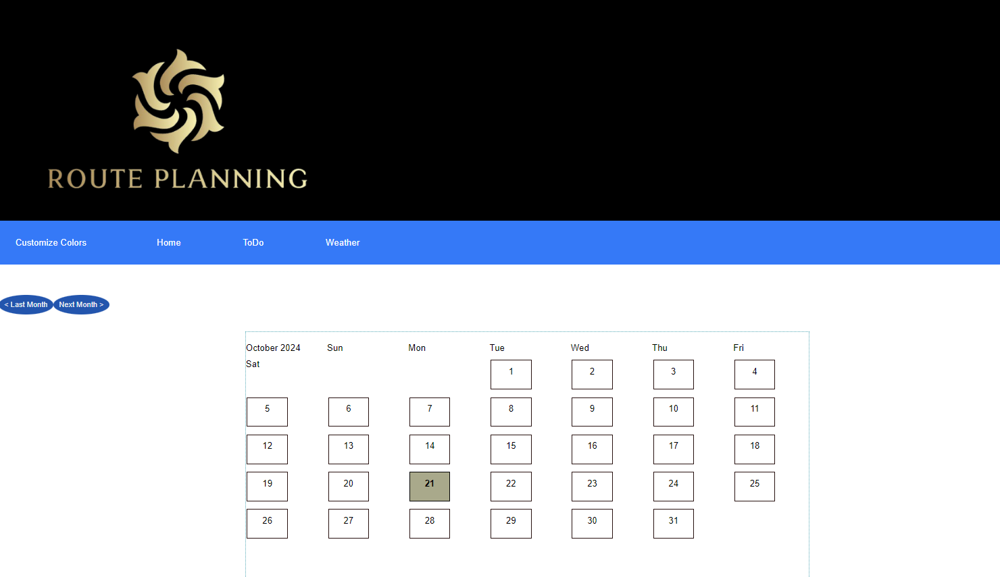 ROUTE PLANNING
Customize Colors Home ToDo Weather
< Last Month Next Month >
October 2024 Sun Mon Tue Wed Thu Fri
Sat
1 2 3 4
5 6 7 8 9 10 11
12 13 14 15 16 17 18
19 20 21 22 23 24 25
26 27 28 29 30 31